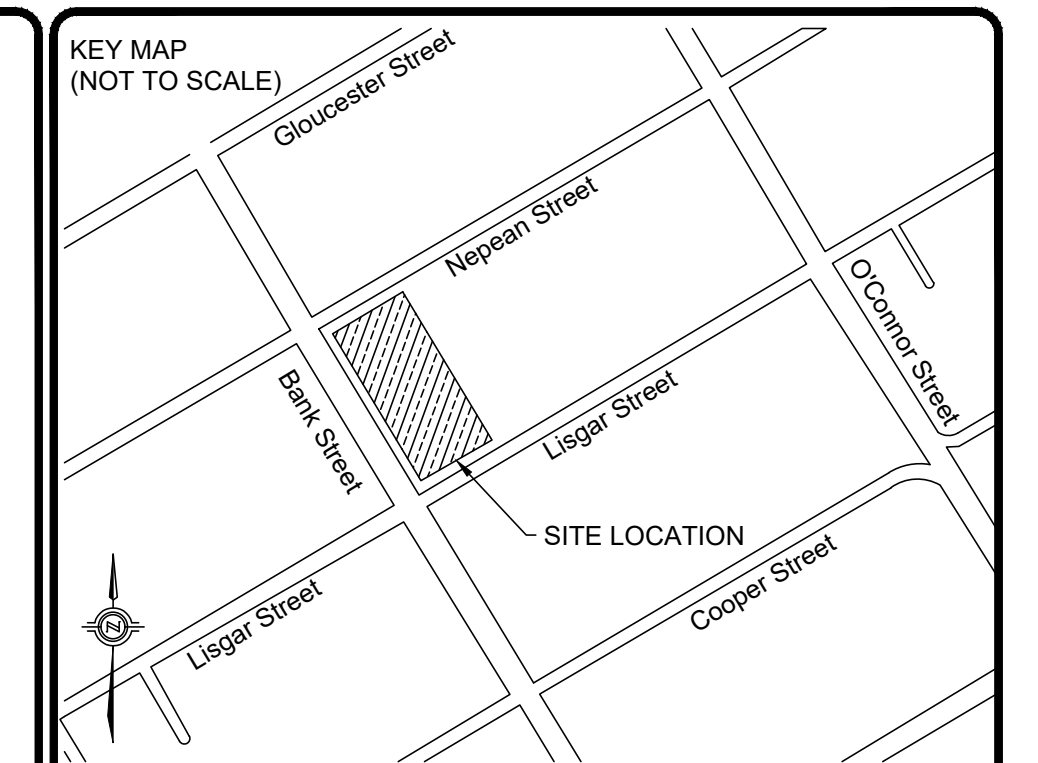 KEY MAP
(NOT TO SCALE)
Gloucester Street
Nepean Street
O'Connor Street
Bank Street
Lisgar Street
SITE LOCATION
Cooper Street
Lisgar Street
N